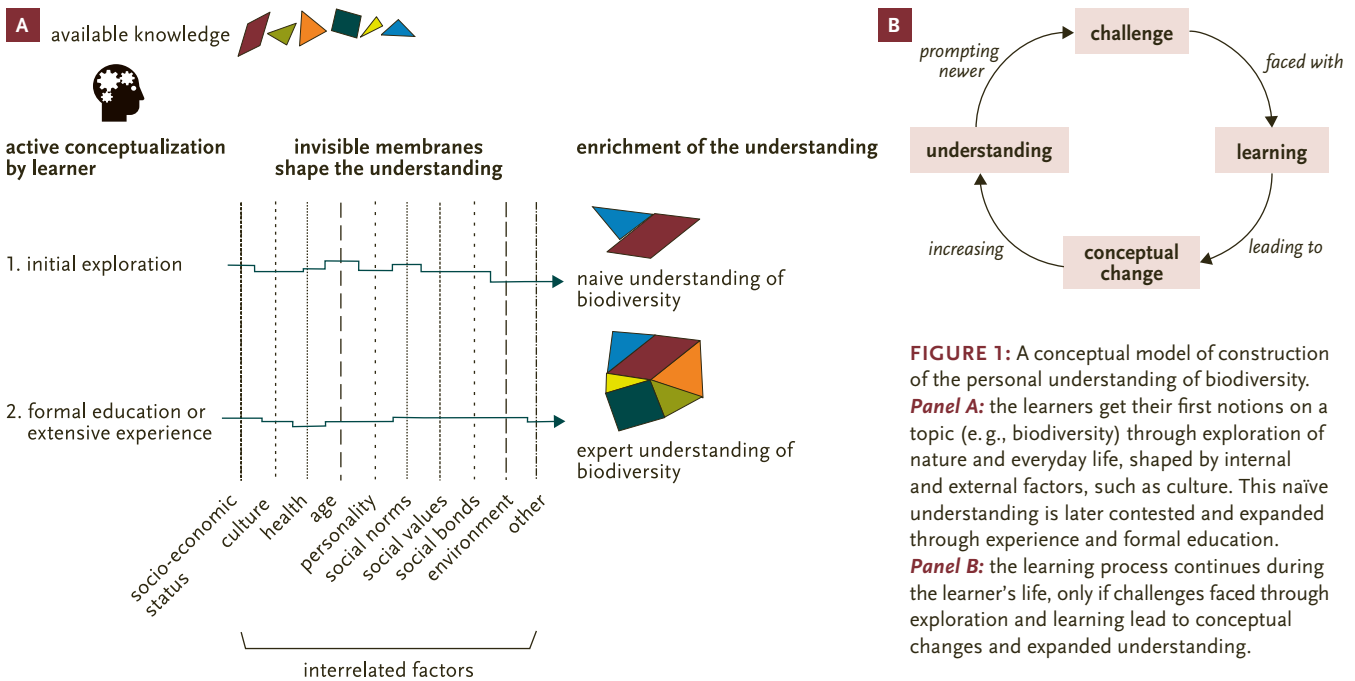 A
available knowledge
active conceptualization
by learner
invisible membranes
shape the understanding
enrichment of the understanding
1. initial exploration
naive understanding of
biodiversity
2. formal education or
extensive experience
expert understanding of
biodiversity
socio-economic
status
culture
health
age
personality
social norms
social values
social bonds
environment
other
interrelated factors
B
challenge
prompting
newer
faced with
understanding
learning
increasing
leading to
conceptual
change
FIGURE 1: A conceptual model of construction
of the personal understanding of biodiversity.
Panel A: the learners get their first notions on a
topic (e. g., biodiversity) through exploration of
nature and everyday life, shaped by internal
and external factors, such as culture. This naïve
understanding is later contested and expanded
through experience and formal education.
Panel B: the learning process continues during
the learner's life, only if challenges faced through
exploration and learning lead to conceptual
changes and expanded understanding.